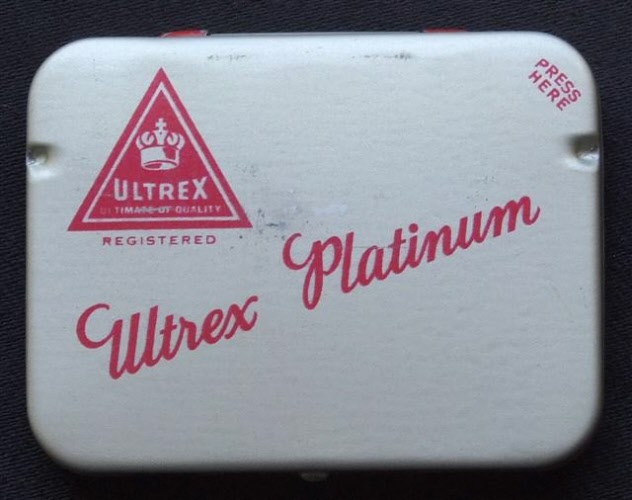 PRESS
HERE
ULTREX
ULTIMATE OF QUALITY
REGISTERED
Ultrex Platinum